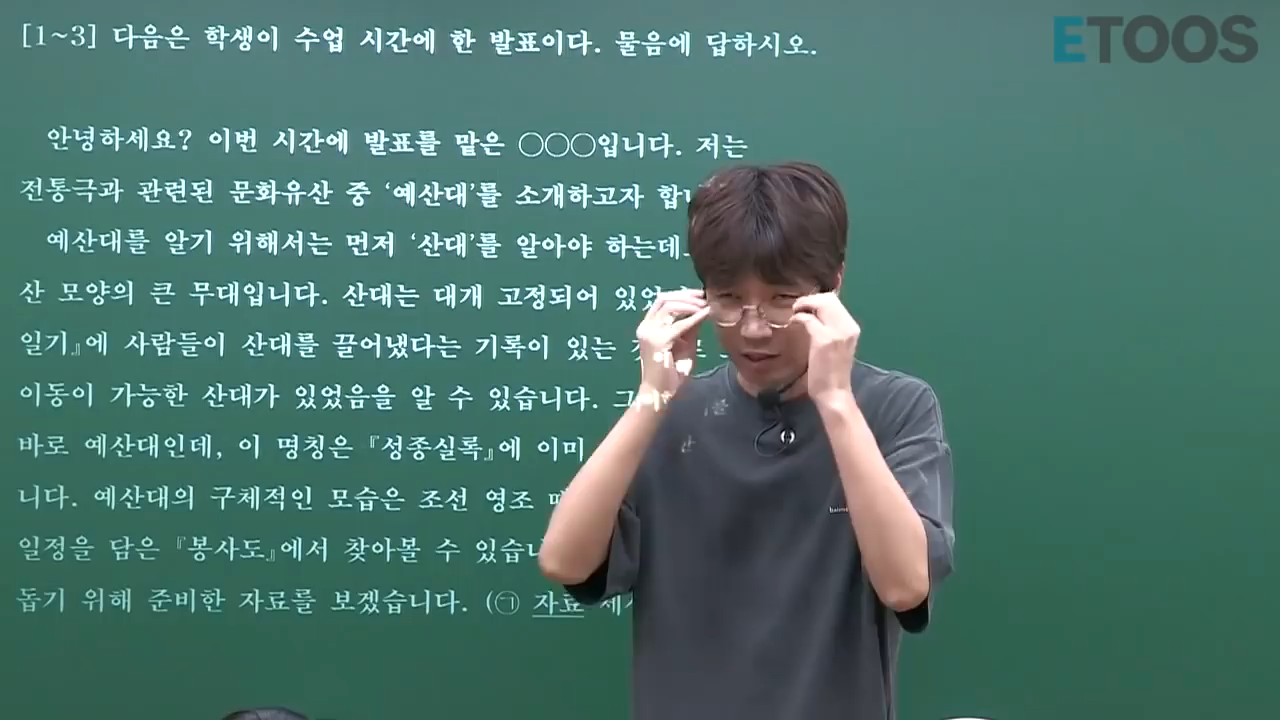 [1~3] 다음은 학생이 수업 시간에 한 발표이다. 물음에 답하시오.
ETOOS
안녕하세요? 이번 시간에 발표를 맡은 ○○○입니다. 저는
전통극과 관련된 문화유산 중 ‘예산대’를 소개하고자
예산대를 알기 위해서는 먼저 ‘산대’를 알아야 하는데
산 모양의 큰 무대입니다. 산대는 대개 고정되어
일기』에 사람들이 산대를 끌어냈다는 기록이 있는
이동이 가능한 산대가 있었음을 알 수 있습니다.
바로 예산대인데, 이 명칭은 『성종실록』에 이미
니다. 예산대의 구체적인 모습은 조선 영조
일정을 담은 『봉사도』에서 찾아볼 수
돕기 위해 준비한 자료를 보겠습니다. (㉠ 자료